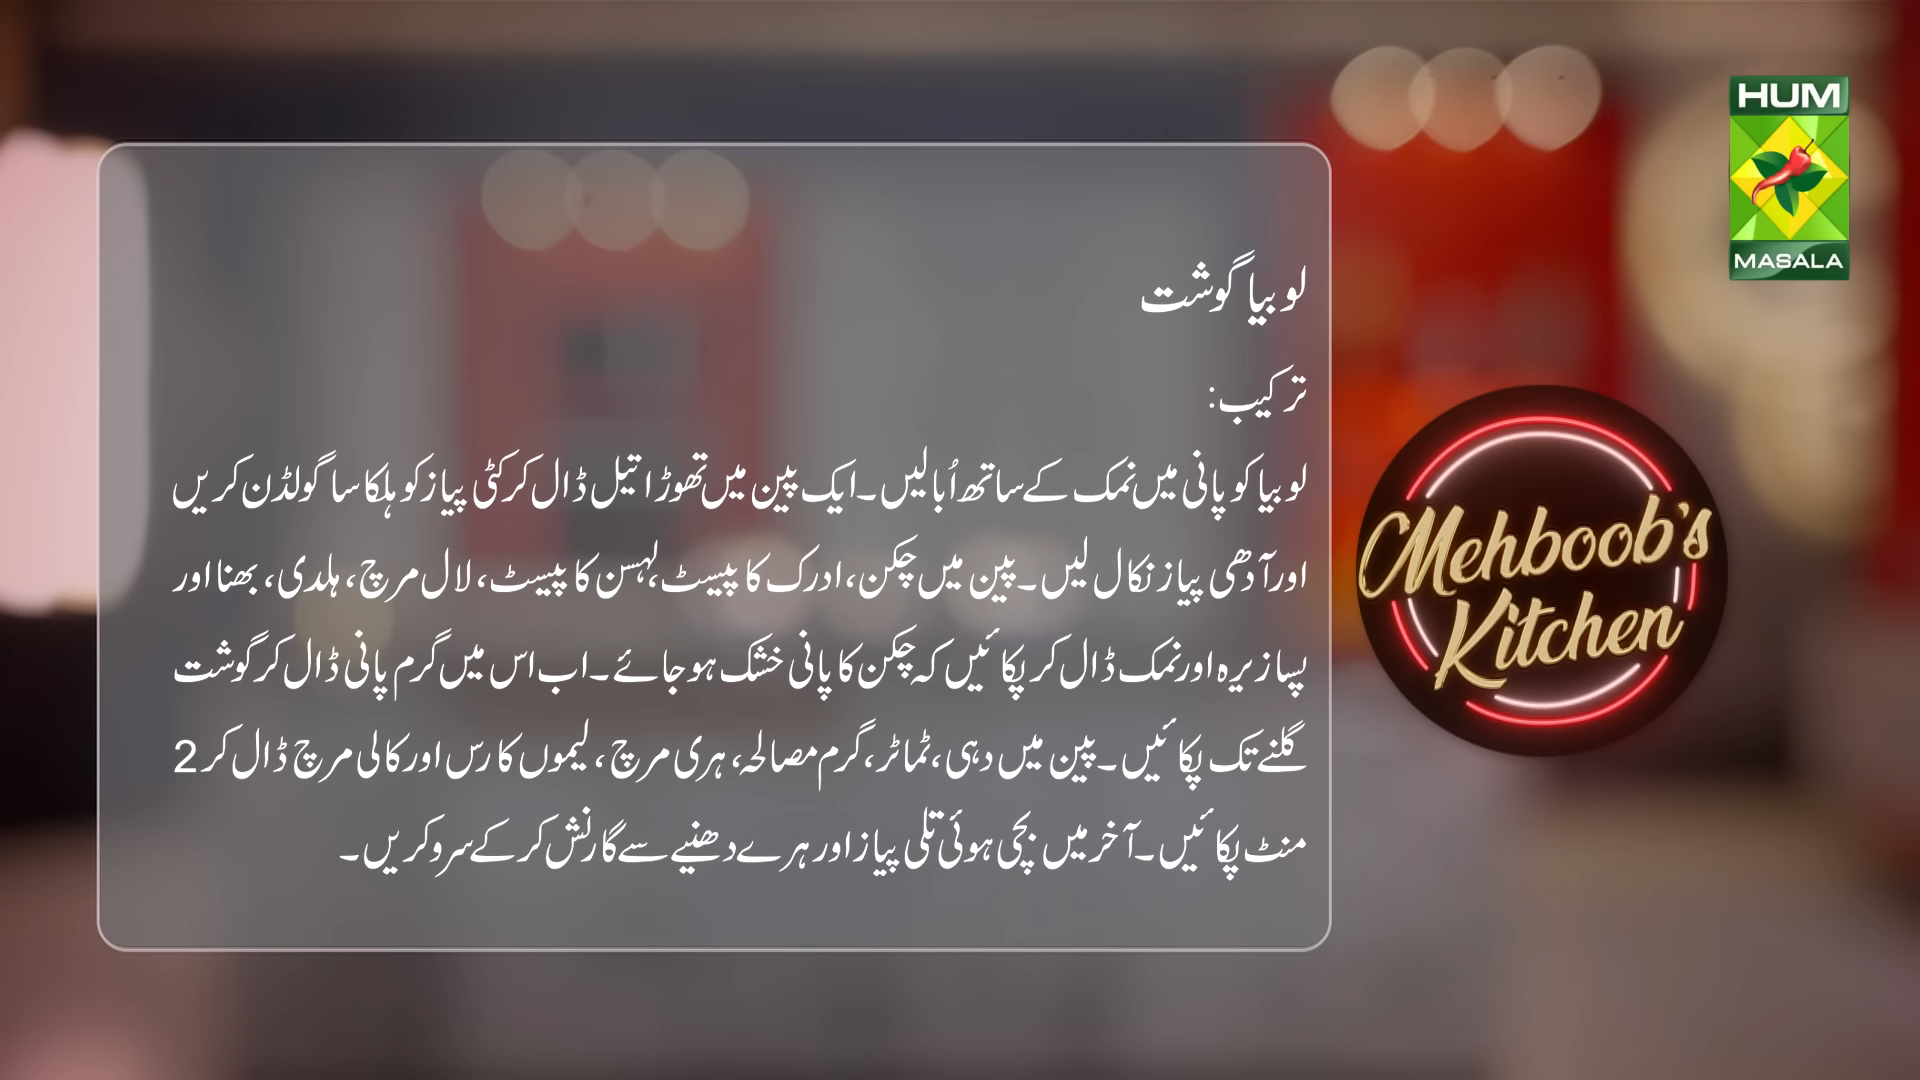 HUM
MASALA
لوبیا گوشت
ترکیب:
لوبیا کو پانی میں نمک کے ساتھ اُبالیں۔ایک پین میں تھوڑا تیل ڈال کر کٹی پیاز کو ہلکا سا گولڈن کریں
اور آدھی پیاز نکال لیں۔پین میں چکن، ادرک کا پیسٹ، لہسن کا پیسٹ، لال مرچ، ہلدی، بھنا اور
پسا زیرہ اور نمک ڈال کر پکائیں کہ چکن کا پانی خشک ہوجائے۔اب اس میں گرم پانی ڈال کر گوشت
گلنے تک پکائیں۔پین میں دہی، ٹماٹر، گرم مصالحہ، ہری مرچ، لیموں کا رس اور کالی مرچ ڈال کر 2
منٹ پکائیں۔آخر میں بچی ہوئی تلی پیاز اور ہرے دھنیے سے گارنش کرکے سرو کریں۔
Mehboob's
Kitchen